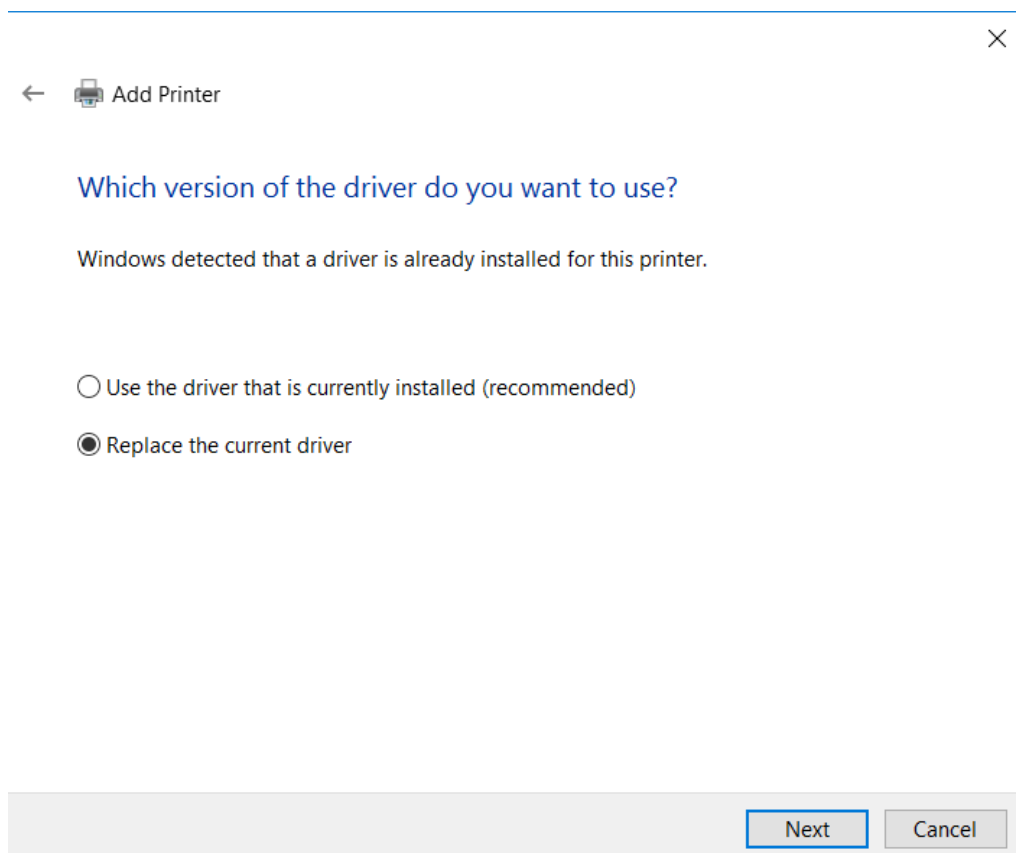 Add Printer
Which version of the driver do you want to use?
Windows detected that a driver is already installed for this printer.
Use the driver that is currently installed (recommended)
Replace the current driver
Next Cancel